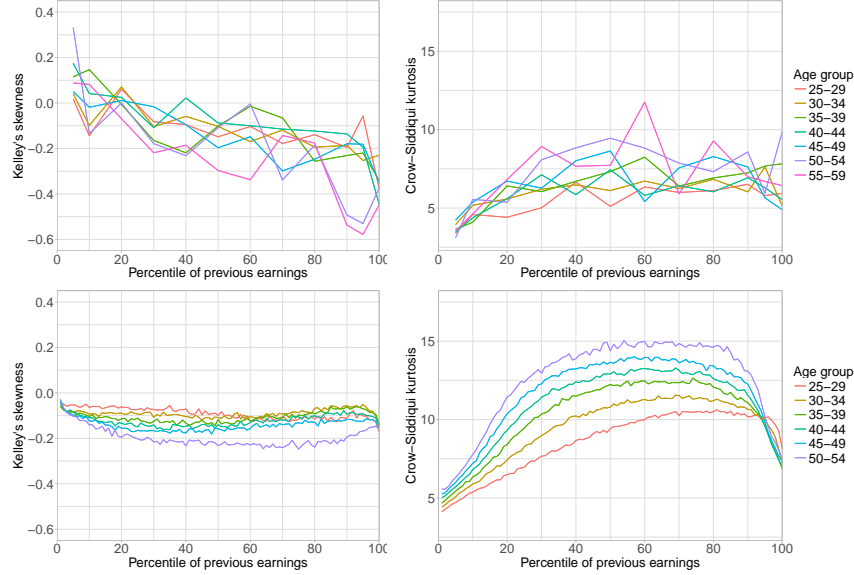 0.4
0.2
0.0
−0.2
−0.4
−0.6
Kelley's skewness
0 20 40 60 80 100
Percentile of previous earnings
15
10
5
Crow−Siddiqui kurtosis
0 20 40 60 80 100
Percentile of previous earnings
Age group
25−29
30−34
35−39
40−44
45−49
50−54
55−59
0.4
0.2
0.0
−0.2
−0.4
−0.6
Kelley's skewness
0 20 40 60 80 100
Percentile of previous earnings
15
10
5
Crow−Siddiqui kurtosis
0 20 40 60 80 100
Percentile of previous earnings
Age group
25−29
30−34
35−39
40−44
45−49
50−54